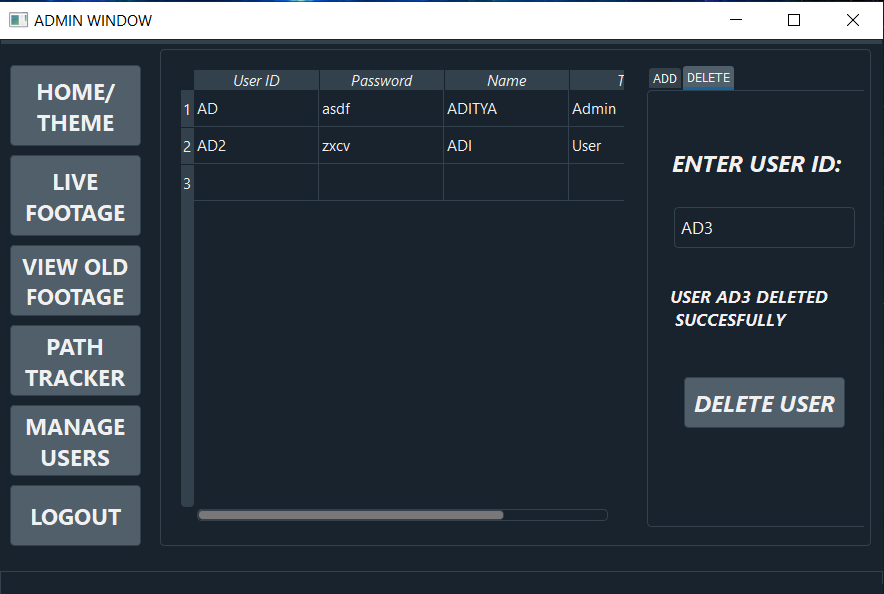 ADMIN WINDOW
HOME/
THEME
LIVE
FOOTAGE
VIEW OLD
FOOTAGE
PATH
TRACKER
MANAGE
USERS
LOGOUT
User ID Password Name T
1 AD asdf ADITYA Admin
2 AD2 zxcv ADI User
3
ADD DELETE
ENTER USER ID:
AD3
USER AD3 DELETED
SUCCESFULLY
DELETE USER